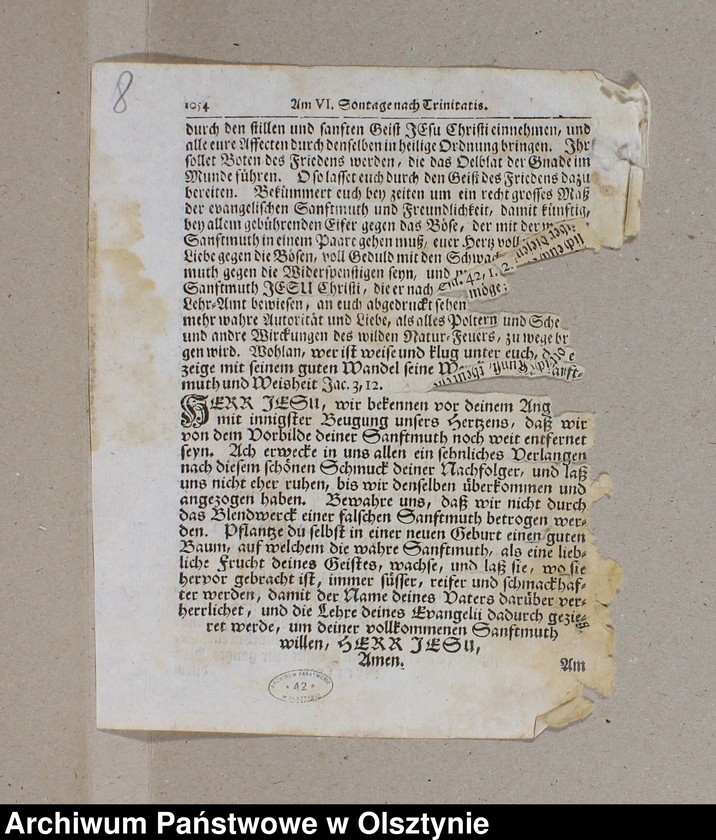 8
1054 Am VI. Sontage nach Trinitatis.
durch den stillen und sanften Geist JEsu Christi einnehmen, und
alle eure Affecten durch denselben in heilige Ordnung bringen. Ihr
sollet Boten des Friedens werden, die das Oelblat der Gnade im
Munde führen. O so lasset euch durch den Geist des Friedens dazu
bereiten. Bekümmert euch bey zeiten um ein recht grosses Maß
der evangelischen Sanftmuth und Freundlichkeit, damit künftig,
bey allem gebührenden Eifer gegen das Böse, der mit der
Sanftmuth in einem Paare gehen muß, euer Hertz voll
Liebe gegen die Bösen, voll Geduld mit den Schwach
muth gegen die Widerspenstigen seyn, und
Sanftmuth JESU Christi, die er nach Esa. 42, 1. 2.
Lehr-Amt bewiesen, an euch abgedruckt sehen möge;
mehr wahre Autorität und Liebe, als alles Poltern und Sche
und andre Wirckungen des wilden Natur-Feuers, zu wege br
gen wird. Wohlan, wer ist weise und klug unter euch, d e
zeige mit seinem guten Wandel seine W anft-
muth und Weisheit Jac. 3, 12.
HERR JESU, wir bekennen vor deinem Ang
mit innigster Beugung unsers Hertzens, daß wir
von dem Vorbilde deiner Sanftmuth noch weit entfernet
seyn. Ach erwecke in uns allen ein sehnliches Verlangen
nach diesem schönen Schmuck deiner Nachfolger, und laß
uns nicht eher ruhen, bis wir denselben überkommen und
angezogen haben. Bewahre uns, daß wir nicht durch
das Blendwerck einer falschen Sanftmuth betrogen wer-
den. Pflantze du selbst in einer neuen Geburt einen guten
Baum, auf welchem die wahre Sanftmuth, als eine lieb-
liche Frucht deines Geistes, wachse, und laß sie, wo sie
hervor gebracht ist, immer süsser, reifer und schmackhaf-
ter werden, damit der Name deines Vaters darüber ver-
herrlichet, und die Lehre deines Evangelii dadurch gezie-
ret werde, um deiner vollkommenen Sanftmuth
willen, HERR JESU,
Amen.
Am
ARCHIWUM PAŃSTWOWE
* 42 *
W OLSZTYNIE
Archiwum Państwowe w Olsztynie